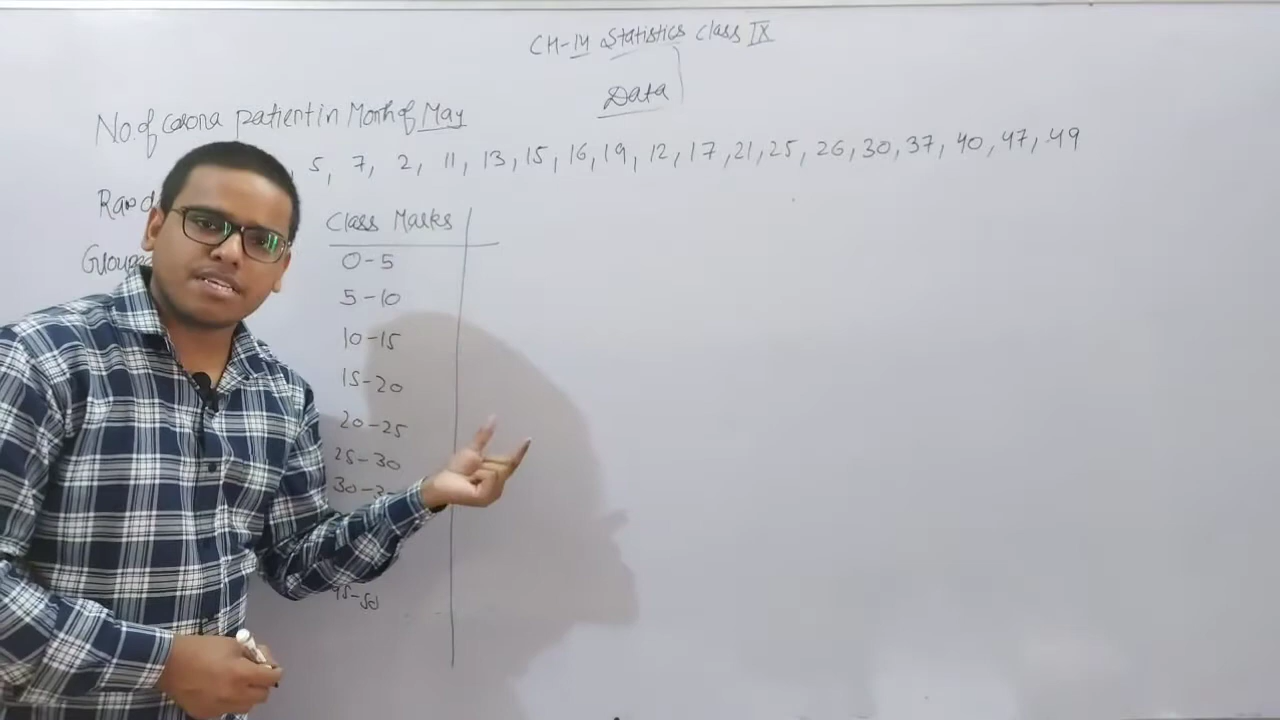 CH-14 Statistics Class IX
Data
No of corona patient in Month of May
5, 7, 2, 11, 13, 15, 16, 19, 12, 17, 21, 25, 26, 30, 37, 40, 47, 49
Class Marks
0-5
5-10
10-15
15-20
20-25
25-30
45-50